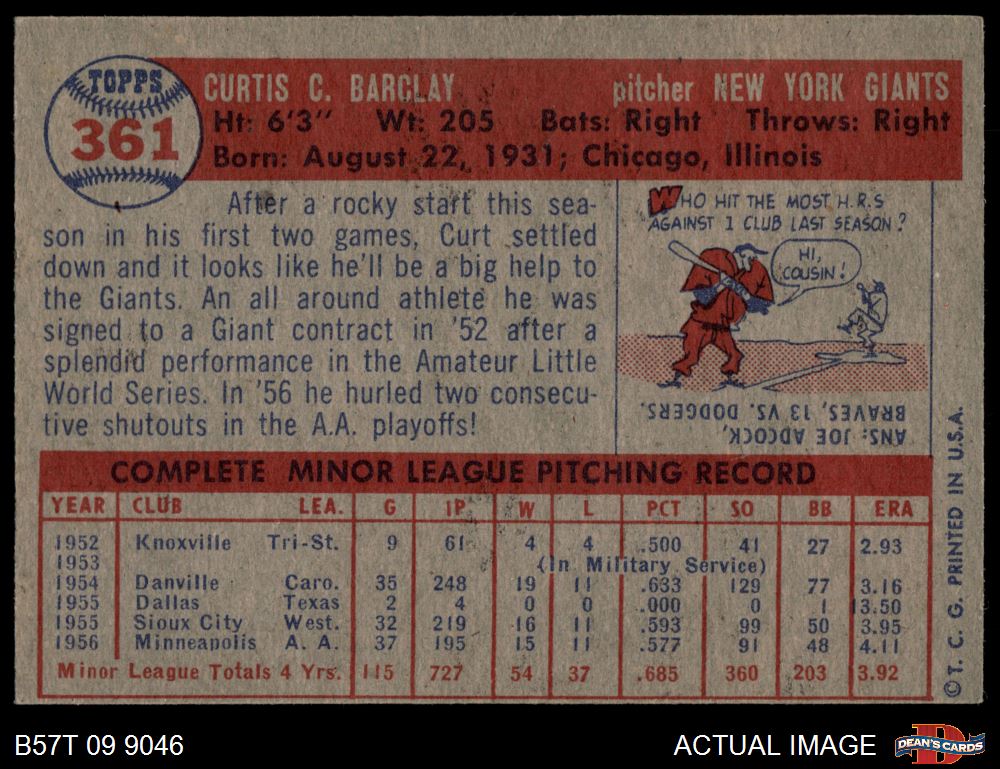 TOPPS
361
CURTIS C. BARCLAY pitcher NEW YORK GIANTS
Ht: 6'3" Wt: 205 Bats: Right Throws: Right
Born: August 22, 1931; Chicago, Illinois
After a rocky start this sea-
son in his first two games, Curt settled
down and it looks like he'll be a big help to
the Giants. An all around athlete he was
signed to a Giant contract in '52 after a
splendid performance in the Amateur Little
World Series. In '56 he hurled two consecu-
tive shutouts in the A.A. playoffs!
WHO HIT THE MOST H.R.S
AGAINST 1 CLUB LAST SEASON?
HI,
COUSIN!
ANS: JOE ADCOCK,
BRAVES, 13 VS. DODGERS.
COMPLETE MINOR LEAGUE PITCHING RECORD
YEAR CLUB LEA. G IP W L PCT SO BB ERA
1952 Knoxville Tri-St. 9 61 4 4 .500 41 27 2.93
1953 (In Military Service)
1954 Danville Caro. 35 248 19 11 .633 129 77 3.16
1955 Dallas Texas 2 4 0 0 .000 0 1 13.50
1955 Sioux City West. 32 219 16 11 .593 99 50 3.95
1956 Minneapolis A. A. 37 195 15 11 .577 91 48 4.11
Minor League Totals 4 Yrs. 115 727 54 37 .685 360 203 3.92
© T. C. G. PRINTED IN U.S.A.
B57T 09 9046 ACTUAL IMAGE
D
DEAN'S CARDS